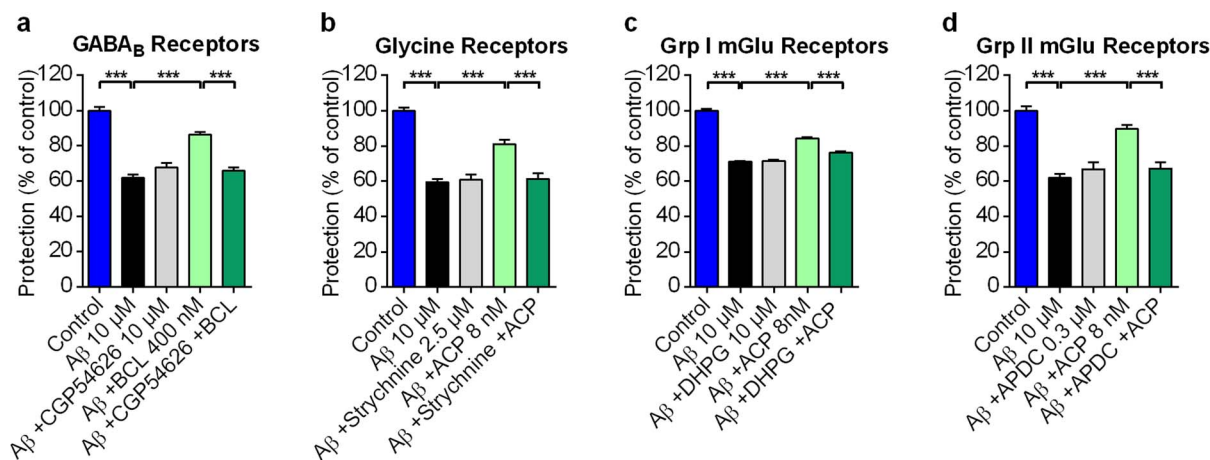 a
GABAB Receptors
*** *** ***
Protection (% of control)
120
100
80
60
40
20
0
Control
Aβ 10 µM
Aβ +CGP54626 10 µM
Aβ +BCL 400 nM
Aβ +CGP54626 +BCL
b
Glycine Receptors
*** *** ***
Protection (% of control)
120
100
80
60
40
20
0
Control
Aβ 10 µM
Aβ +Strychnine 2.5 µM
Aβ +ACP 8 nM
Aβ +Strychnine +ACP
c
Grp I mGlu Receptors
*** *** ***
Protection (% of control)
120
100
80
60
40
20
0
Control
Aβ 10 µM
Aβ +DHPG 10 µM
Aβ +ACP 8nM
Aβ +DHPG +ACP
d
Grp II mGlu Receptors
*** *** ***
Protection (% of control)
120
100
80
60
40
20
0
Control
Aβ 10 µM
Aβ +APDC 0.3 µM
Aβ +ACP 8 nM
Aβ +APDC +ACP